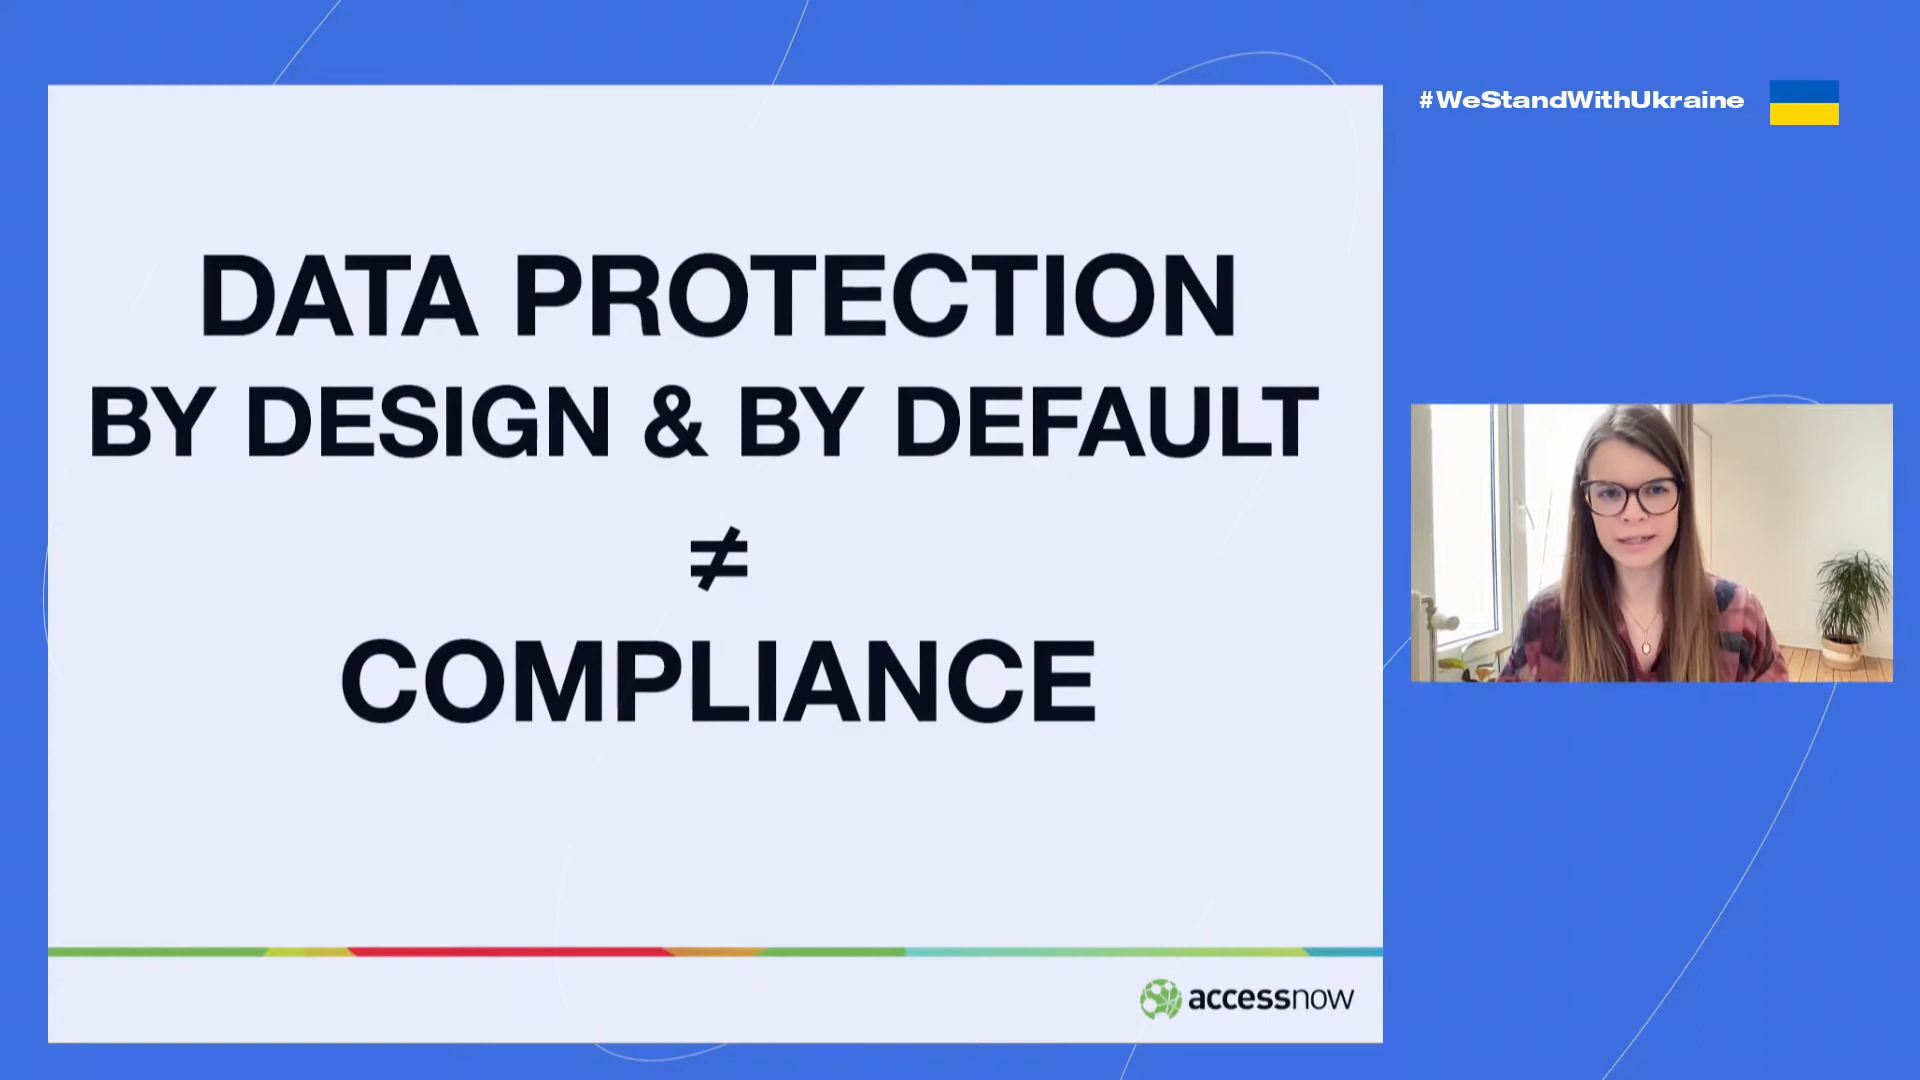 DATA PROTECTION
BY DESIGN & BY DEFAULT
≠
COMPLIANCE
accessnow
#WeStandWithUkraine